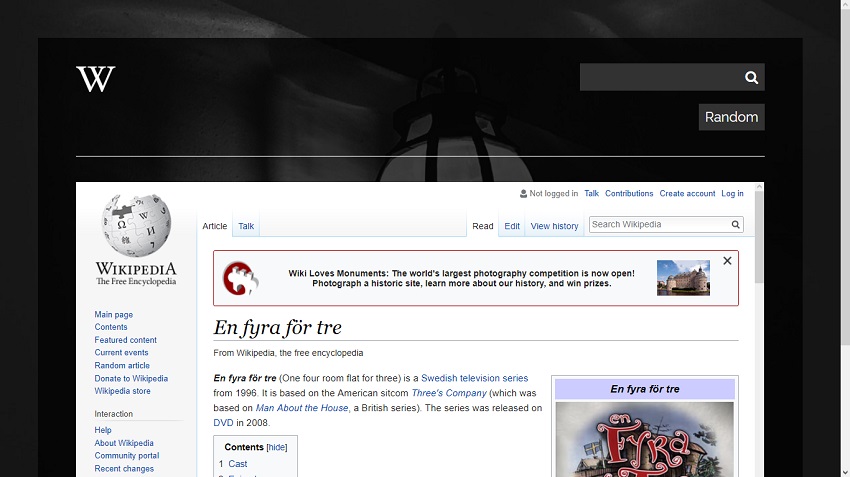 W
Random
Not logged in Talk Contributions Create account Log in
Article Talk Read Edit View history Search Wikipedia
WIKIPEDIA
The Free Encyclopedia
Wiki Loves Monuments: The world's largest photography competition is now open!
Photograph a historic site, learn more about our history, and win prizes.
Main page
Contents
Featured content
Current events
Random article
Donate to Wikipedia
Wikipedia store
Interaction
Help
About Wikipedia
Community portal
Recent changes
En fyra för tre
From Wikipedia, the free encyclopedia
En fyra för tre (One four room flat for three) is a Swedish television series
from 1996. It is based on the American sitcom Three's Company (which was
based on Man About the House, a British series). The series was released on
DVD in 2008.
Contents [hide]
1 Cast
En fyra för tre
en
Fyra